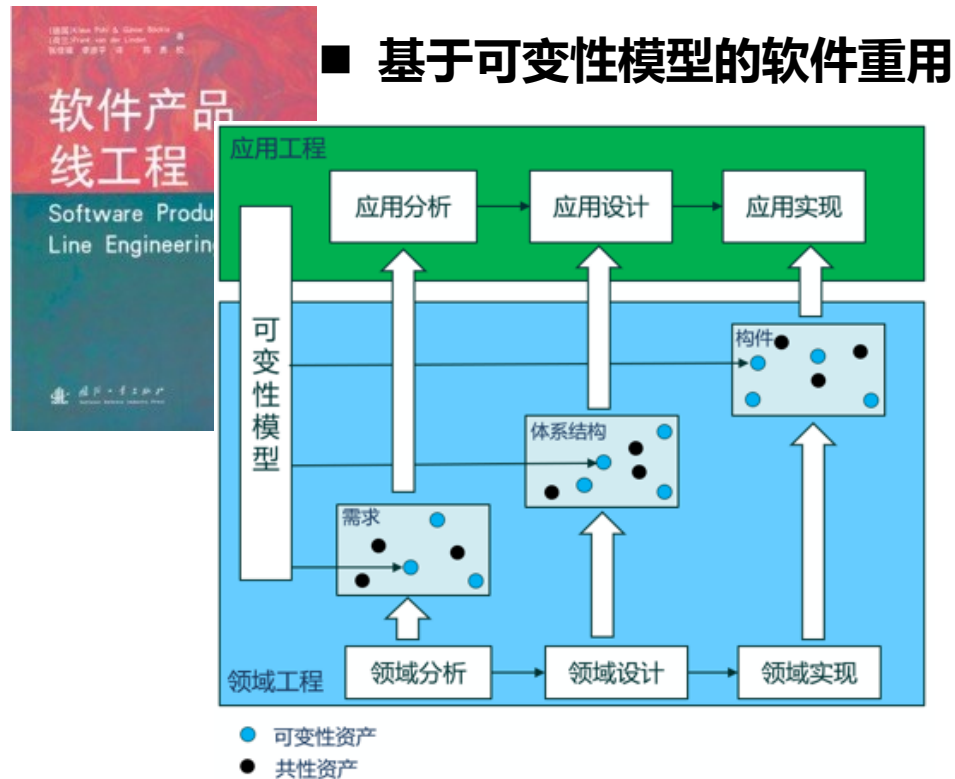 ■ 基于可变性模型的软件重用
软件产品
线工程
Software Produ
Line Engineerin
应用工程
应用分析
应用设计
应用实现
可变性模型
构件
体系结构
需求
领域工程
领域分析
领域设计
领域实现
可变性资产
共性资产